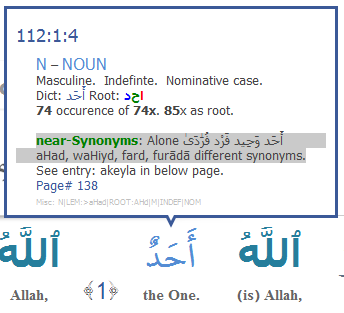 112:1:4
N – NOUN
Masculine. Indefinte. Nominative case.
Dict: أَحَد Root: احد
74 occurence of 74x. 85x as root.
near-Synonyms: Alone أَحَد وَحِيد فَرْد فُرَٰدَىٰ
aHad, waHiyd, fard, furādā different synonyms.
See entry: akeyla in below page.
Page# 138
Misc: N|LEM:>aHad|ROOT:AHd|M|INDEF|NOM
ٱللَّهُ أَحَدٌ ﴿1﴾ ٱللَّهُ
(is) Allah, the One. Allah,